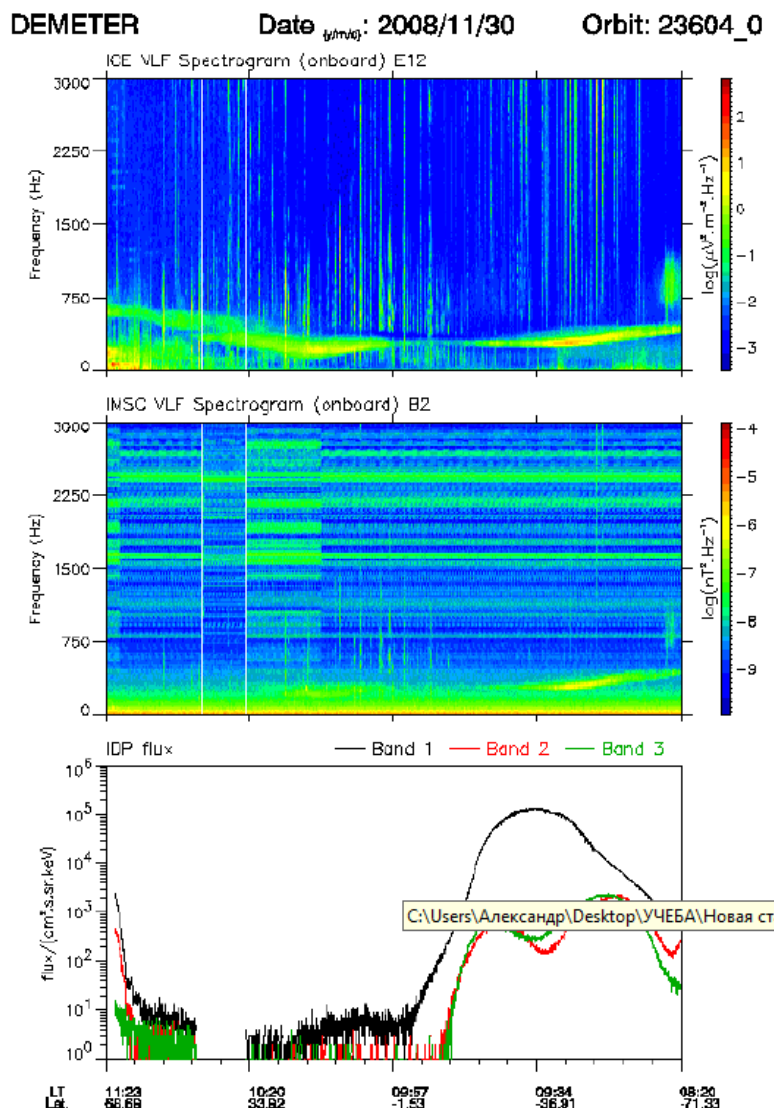 DEMETER Date (y/m/d): 2008/11/30 Orbit: 23604_0
ICE VLF Spectrogram (onboard) E12
3000
2250
1500
750
0
Frequency (Hz)
2
1
0
-1
-2
-3
log(μV².m⁻².Hz⁻¹)
IMSC VLF Spectrogram (onboard) B2
3000
2250
1500
750
0
Frequency (Hz)
-4
-5
-6
-7
-8
-9
log(nT².Hz⁻¹)
IDP flux Band 1 Band 2 Band 3
10⁶
10⁵
10⁴
10³
10²
10¹
10⁰
flux/(cm².s.sr.keV)
C:\Users\Александр\Desktop\УЧЕБА\Новая ст
LT 11:23 10:20 09:57 09:34 08:20
Lat. 33.92 -1.53 -36.91 -71.33